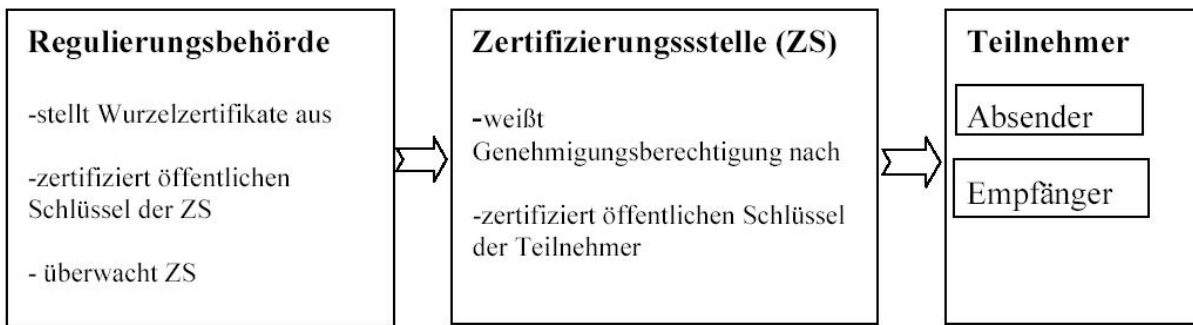 Regulierungsbehörde
-stellt Wurzelzertifikate aus
-zertifiziert öffentlichen
Schlüssel der ZS
- überwacht ZS
Zertifizierungssstelle (ZS)
-weißt
Genehmigungsberechtigung nach
-zertifiziert öffentlichen Schlüssel
der Teilnehmer
Teilnehmer
Absender
Empfänger